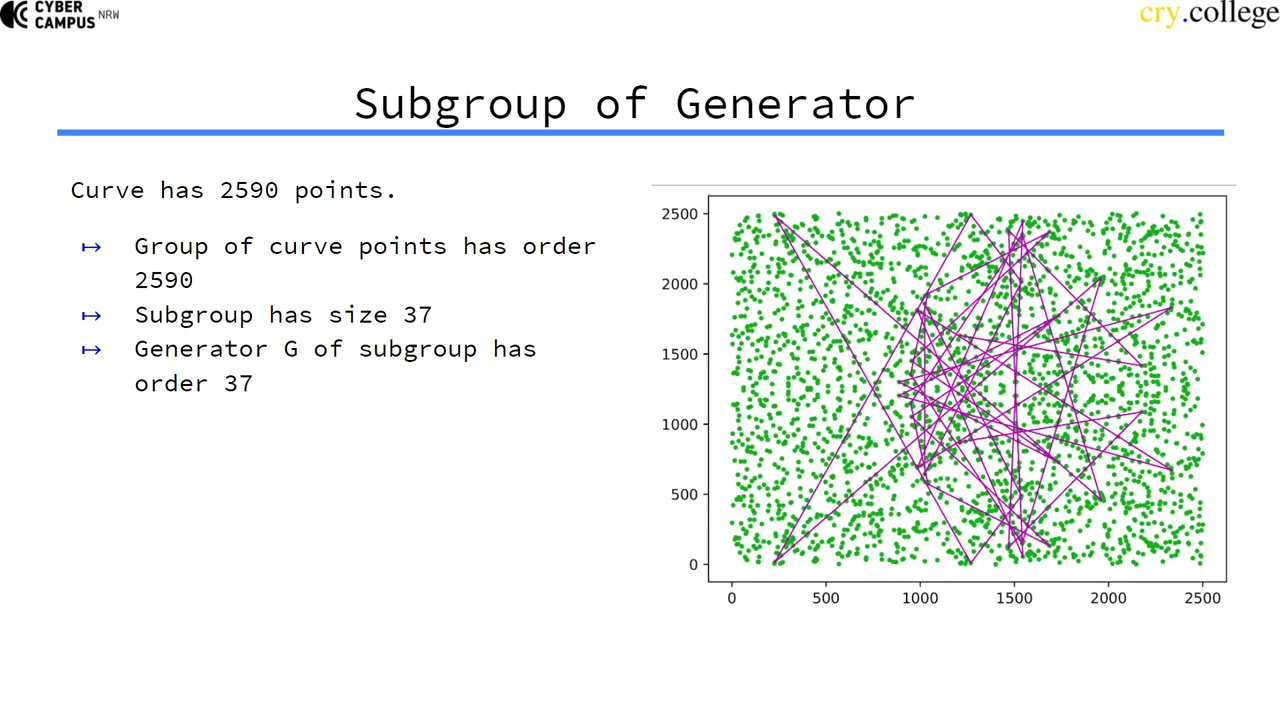 CYBER
CAMPUS NRW
cry.college
Subgroup of Generator
Curve has 2590 points.
↦ Group of curve points has order
2590
↦ Subgroup has size 37
↦ Generator G of subgroup has
order 37
2500
2000
1500
1000
500
0
0 500 1000 1500 2000 2500